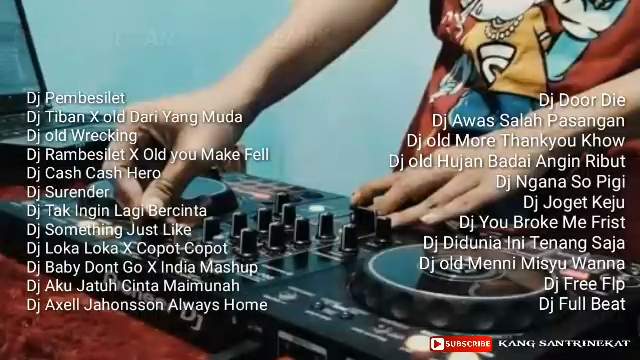 Dj Pembesilet
Dj Tiban X old Dari Yang Muda
Dj old Wrecking
Dj Rambesilet X Old you Make Fell
Dj Cash Cash Hero
Dj Surender
Dj Tak Ingin Lagi Bercinta
Dj Something Just Like
Dj Loka Loka X Copot Copot
Dj Baby Dont Go X India Mashup
Dj Aku Jatuh Cinta Maimunah
Dj Axell Jahonsson Always Home
Dj Door Die
Dj Awas Salah Pasangan
Dj old More Thankyou Khow
Dj old Hujan Badai Angin Ribut
Dj Ngana So Pigi
Dj Joget Keju
Dj You Broke Me Frist
Dj Didunia Ini Tenang Saja
Dj old Menni Misyu Wanna
Dj Free Flp
Dj Full Beat
SUBSCRIBE KANG SANTRINEKAT